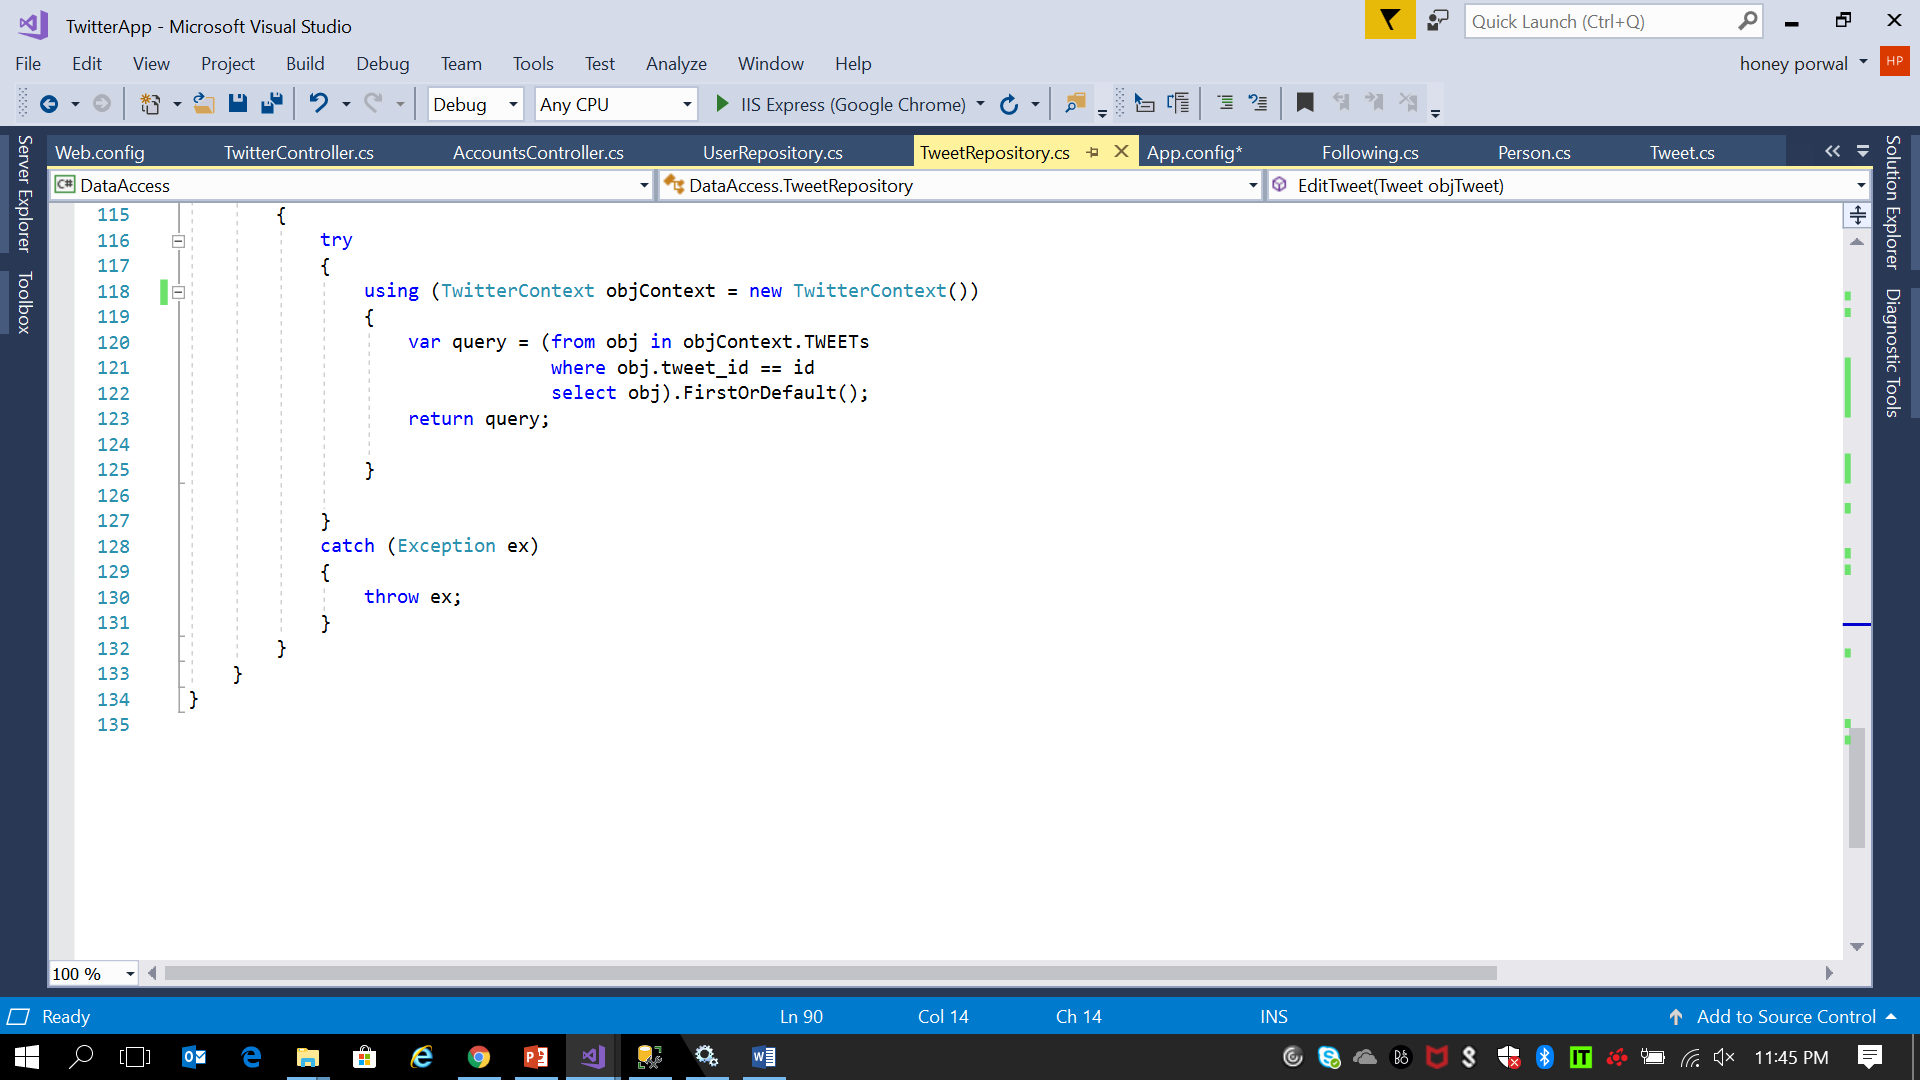 TwitterApp - Microsoft Visual Studio
Quick Launch (Ctrl+Q)
File Edit View Project Build Debug Team Tools Test Analyze Window Help
honey porwal HP
Debug Any CPU IIS Express (Google Chrome)
Web.config TwitterController.cs AccountsController.cs UserRepository.cs TweetRepository.cs App.config* Following.cs Person.cs Tweet.cs
C# DataAccess DataAccess.TweetRepository EditTweet(Tweet objTweet)
Server Explorer
Toolbox
Solution Explorer
Diagnostic Tools
115 {
116 try
117 {
118 using (TwitterContext objContext = new TwitterContext())
119 {
120 var query = (from obj in objContext.TWEETs
121 where obj.tweet_id == id
122 select obj).FirstOrDefault();
123 return query;
124
125 }
126
127 }
128 catch (Exception ex)
129 {
130 throw ex;
131 }
132 }
133 }
134 }
135
100 %
Ready Ln 90 Col 14 Ch 14 INS Add to Source Control
11:45 PM